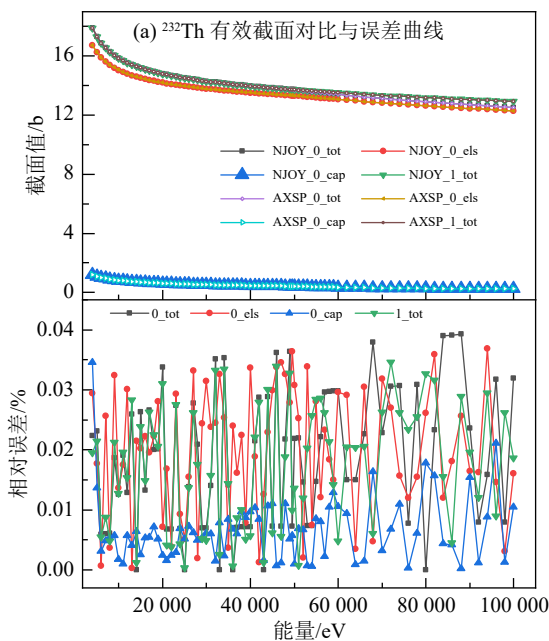 (a) ²³²Th 有效截面对比与误差曲线
16
12
8
4
0
截面值/b
NJOY_0_tot
NJOY_0_els
NJOY_0_cap
NJOY_1_tot
AXSP_0_tot
AXSP_0_els
AXSP_0_cap
AXSP_1_tot
0_tot
0_els
0_cap
1_tot
0.04
0.03
0.02
0.01
0.00
相对误差/%
20 000
40 000
60 000
80 000
100 000
能量/eV